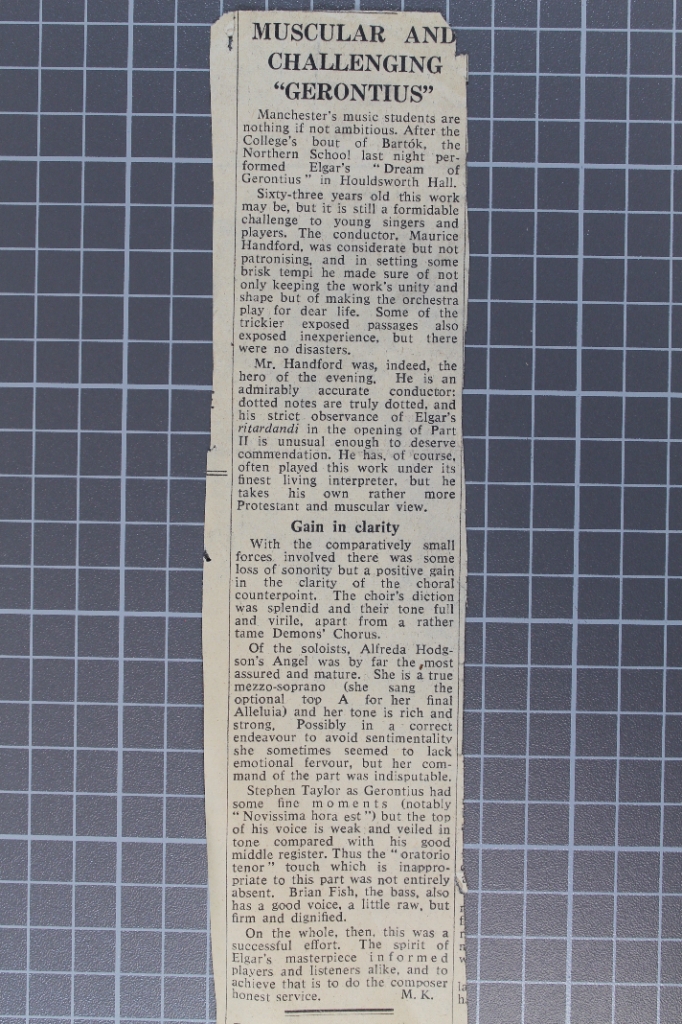 MUSCULAR AND
CHALLENGING
“GERONTIUS”
Manchester's music students are
nothing if not ambitious. After the
College's bout of Bartók, the
Northern School last night per-
formed Elgar's “Dream of
Gerontius” in Houldsworth Hall.
Sixty-three years old this work
may be, but it is still a formidable
challenge to young singers and
players. The conductor, Maurice
Handford, was considerate but not
patronising, and in setting some
brisk tempi he made sure of not
only keeping the work's unity and
shape but of making the orchestra
play for dear life. Some of the
trickier exposed passages also
exposed inexperience, but there
were no disasters.
Mr. Handford was, indeed, the
hero of the evening. He is an
admirably accurate conductor:
dotted notes are truly dotted, and
his strict observance of Elgar's
ritardandi in the opening of Part
II is unusual enough to deserve
commendation. He has, of course,
often played this work under its
finest living interpreter, but he
takes his own rather more
Protestant and muscular view.
Gain in clarity
With the comparatively small
forces involved there was some
loss of sonority but a positive gain
in the clarity of the choral
counterpoint. The choir's diction
was splendid and their tone full
and virile, apart from a rather
tame Demons' Chorus.
Of the soloists, Alfreda Hodg-
son's Angel was by far the most
assured and mature. She is a true
mezzo-soprano (she sang the
optional top A for her final
Alleluia) and her tone is rich and
strong. Possibly in a correct
endeavour to avoid sentimentality
she sometimes seemed to lack
emotional fervour, but her com-
mand of the part was indisputable.
Stephen Taylor as Gerontius had
some fine moments (notably
“Novissima hora est”) but the top
of his voice is weak and veiled in
tone compared with his good
middle register. Thus the “oratorio
tenor” touch which is inappro-
priate to this part was not entirely
absent. Brian Fish, the bass, also
has a good voice, a little raw, but
firm and dignified.
On the whole, then, this was a
successful effort. The spirit of
Elgar's masterpiece informed
players and listeners alike, and to
achieve that is to do the composer
honest service. M. K.